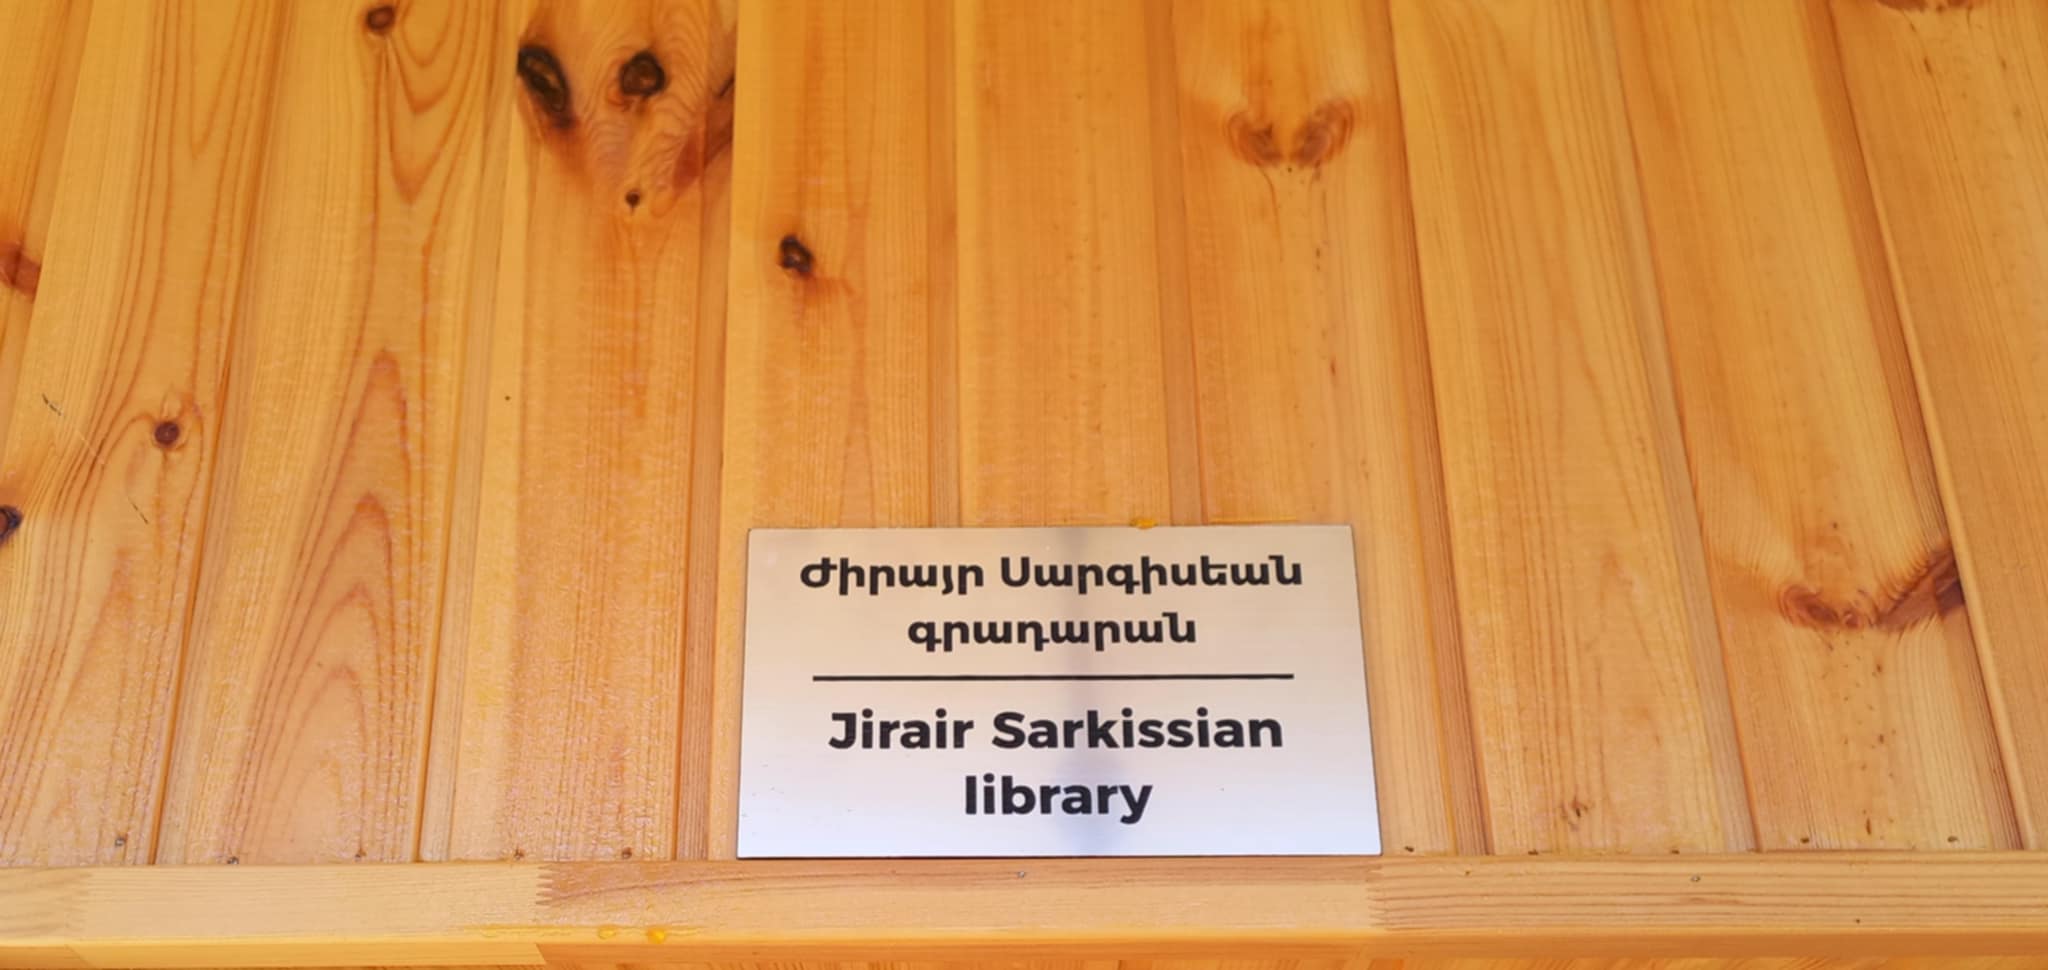 Ժիրայր Սարգիսեան
գրադարան
Jirair Sarkissian
library